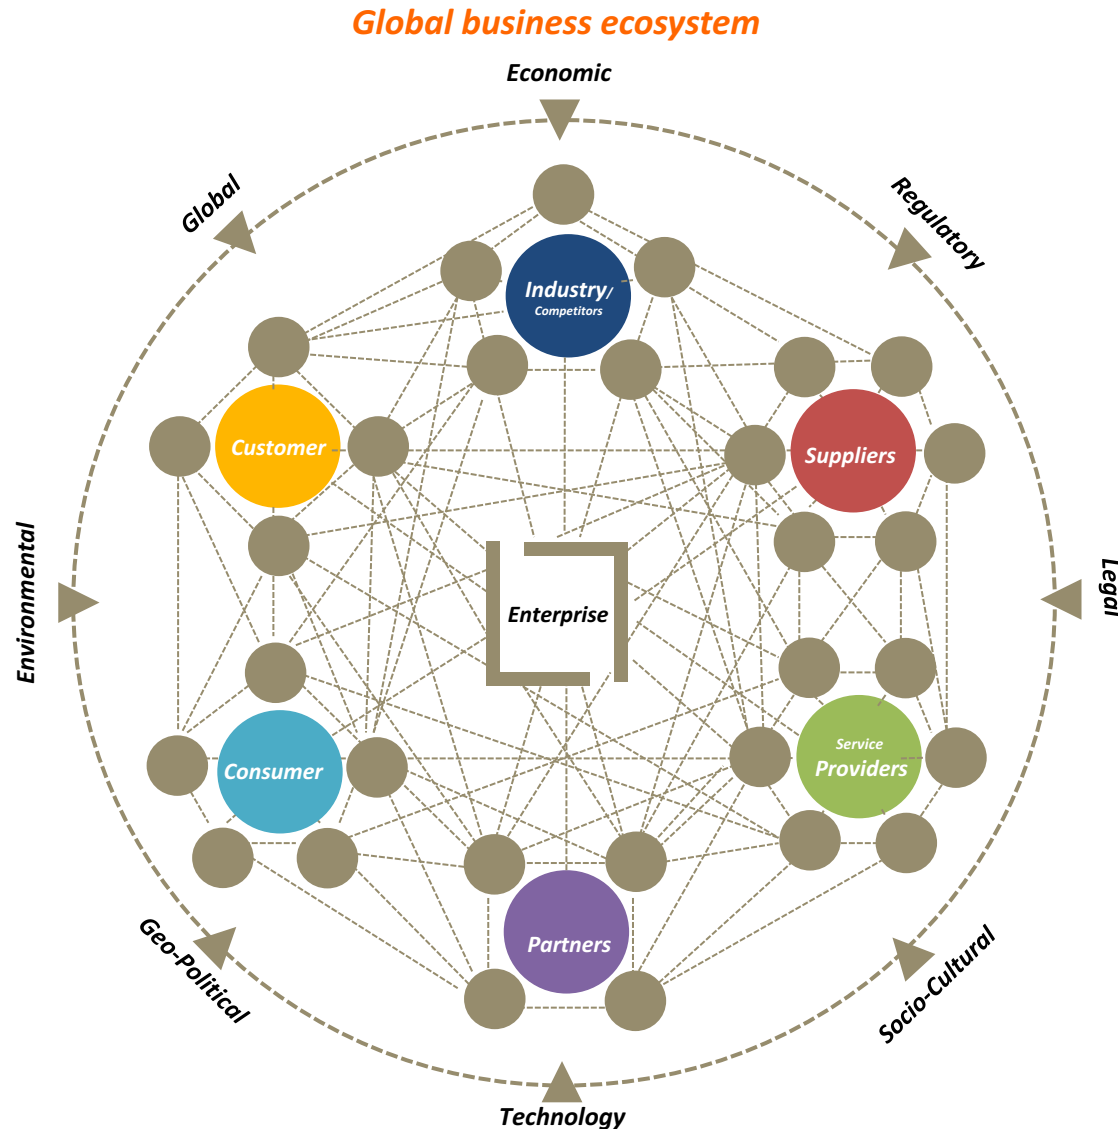 Global business ecosystem
Economic
Global
Regulatory
Industry/
Competitors
Customer
Suppliers
Environmental
Enterprise
Legal
Consumer
Service
Providers
Partners
Geo-Political
Socio-Cultural
Technology